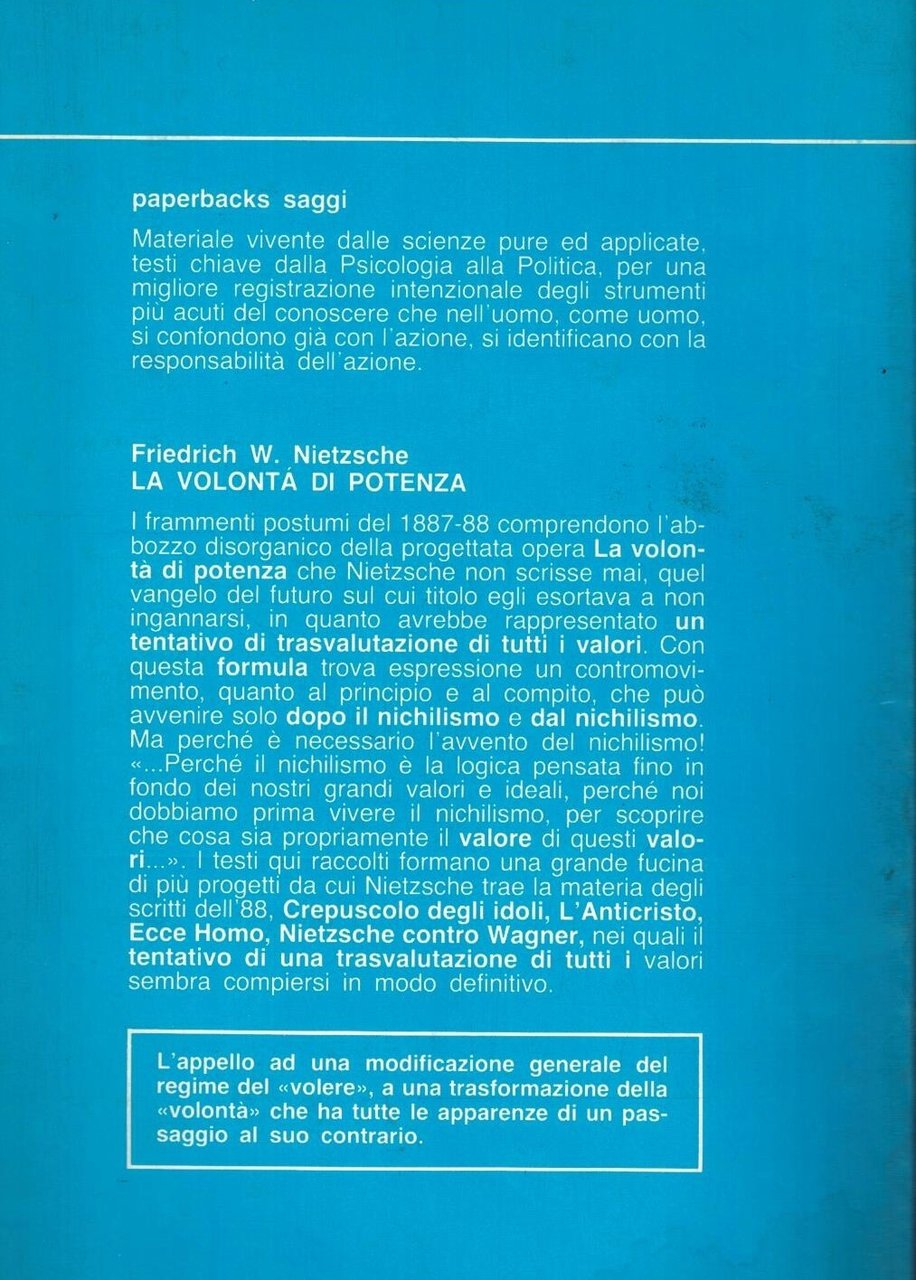 paperbacks saggi
Materiale vivente dalle scienze pure ed applicate,
testi chiave dalla Psicologia alla Politica, per una
migliore registrazione intenzionale degli strumenti
più acuti del conoscere che nell'uomo, come uomo,
si confondono già con l'azione, si identificano con la
responsabilità dell'azione.
Friedrich W. Nietzsche
LA VOLONTÁ DI POTENZA
I frammenti postumi del 1887-88 comprendono l'ab-
bozzo disorganico della progettata opera La volon-
tà di potenza che Nietzsche non scrisse mai, quel
vangelo del futuro sul cui titolo egli esortava a non
ingannarsi, in quanto avrebbe rappresentato un
tentativo di trasvalutazione di tutti i valori. Con
questa formula trova espressione un contromovi-
mento, quanto al principio e al compito, che può
avvenire solo dopo il nichilismo e dal nichilismo.
Ma perché è necessario l'avvento del nichilismo!
«...Perché il nichilismo è la logica pensata fino in
fondo dei nostri grandi valori e ideali, perché noi
dobbiamo prima vivere il nichilismo, per scoprire
che cosa sia propriamente il valore di questi valo-
ri...». I testi qui raccolti formano una grande fucina
di più progetti da cui Nietzsche trae la materia degli
scritti dell'88, Crepuscolo degli idoli, L'Anticristo,
Ecce Homo, Nietzsche contro Wagner, nei quali il
tentativo di una trasvalutazione di tutti i valori
sembra compiersi in modo definitivo.
L'appello ad una modificazione generale del
regime del «volere», a una trasformazione della
«volontà» che ha tutte le apparenze di un pas-
saggio al suo contrario.